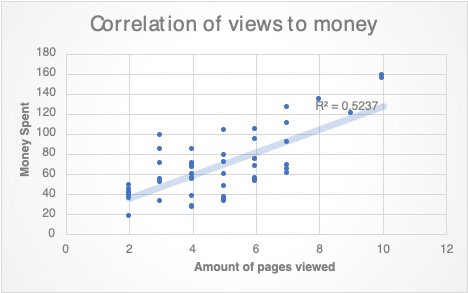 Correlation of views to money
180
160
140
120
100
80
60
40
20
0
Money Spent
R² = 0.5237
0 2 4 6 8 10 12
Amount of pages viewed